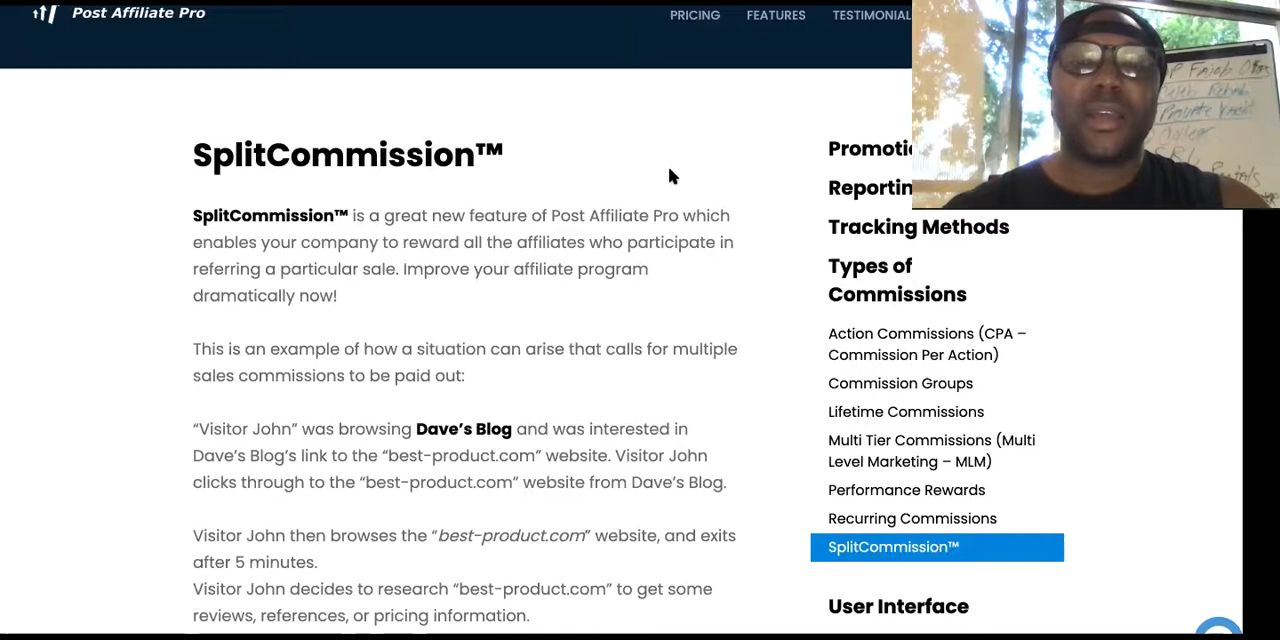 Post Affiliate Pro
PRICING
FEATURES
TESTIMONIAL
SplitCommission™
SplitCommission™ is a great new feature of Post Affiliate Pro which
enables your company to reward all the affiliates who participate in
referring a particular sale. Improve your affiliate program
dramatically now!
This is an example of how a situation can arise that calls for multiple
sales commissions to be paid out:
“Visitor John” was browsing Dave’s Blog and was interested in
Dave’s Blog’s link to the “best-product.com” website. Visitor John
clicks through to the “best-product.com” website from Dave’s Blog.
Visitor John then browses the “best-product.com” website, and exits
after 5 minutes.
Visitor John decides to research “best-product.com” to get some
reviews, references, or pricing information.
Promotio
Reportin
Tracking Methods
Types of
Commissions
Action Commissions (CPA –
Commission Per Action)
Commission Groups
Lifetime Commissions
Multi Tier Commissions (Multi
Level Marketing – MLM)
Performance Rewards
Recurring Commissions
SplitCommission™
User Interface